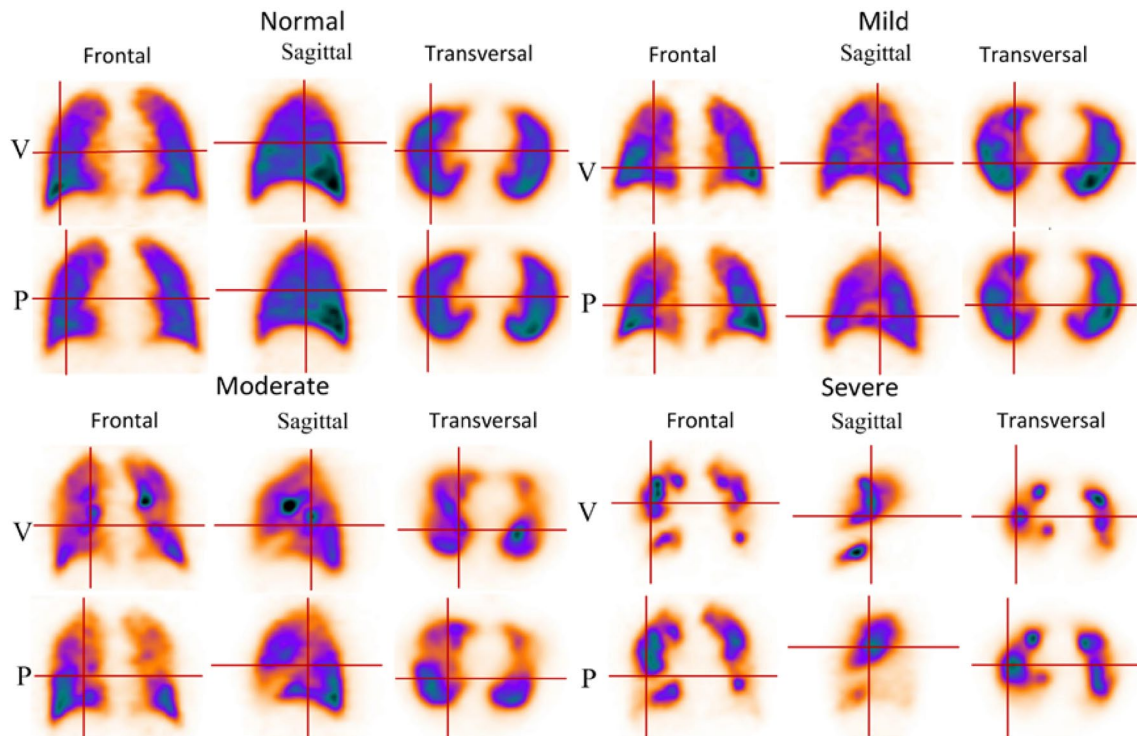 Normal
Mild
Frontal Sagittal Transversal
Frontal Sagittal Transversal
V
V
P
P
Moderate
Severe
Frontal Sagittal Transversal
Frontal Sagittal Transversal
V
V
P
P